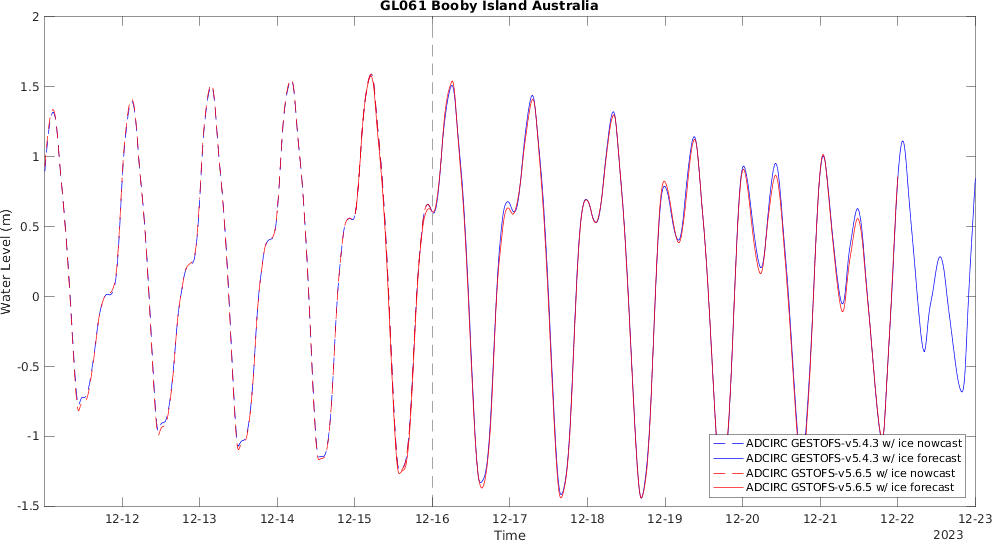 GL061 Booby Island Australia
2
1.5
1
0.5
0
-0.5
-1
-1.5
Water Level (m)
ADCIRC GESTOFS-v5.4.3 w/ ice nowcast
ADCIRC GESTOFS-v5.4.3 w/ ice forecast
ADCIRC GSTOFS-v5.6.5 w/ ice nowcast
ADCIRC GSTOFS-v5.6.5 w/ ice forecast
12-12 12-13 12-14 12-15 12-16 12-17 12-18 12-19 12-20 12-21 12-22 12-23
Time
2023